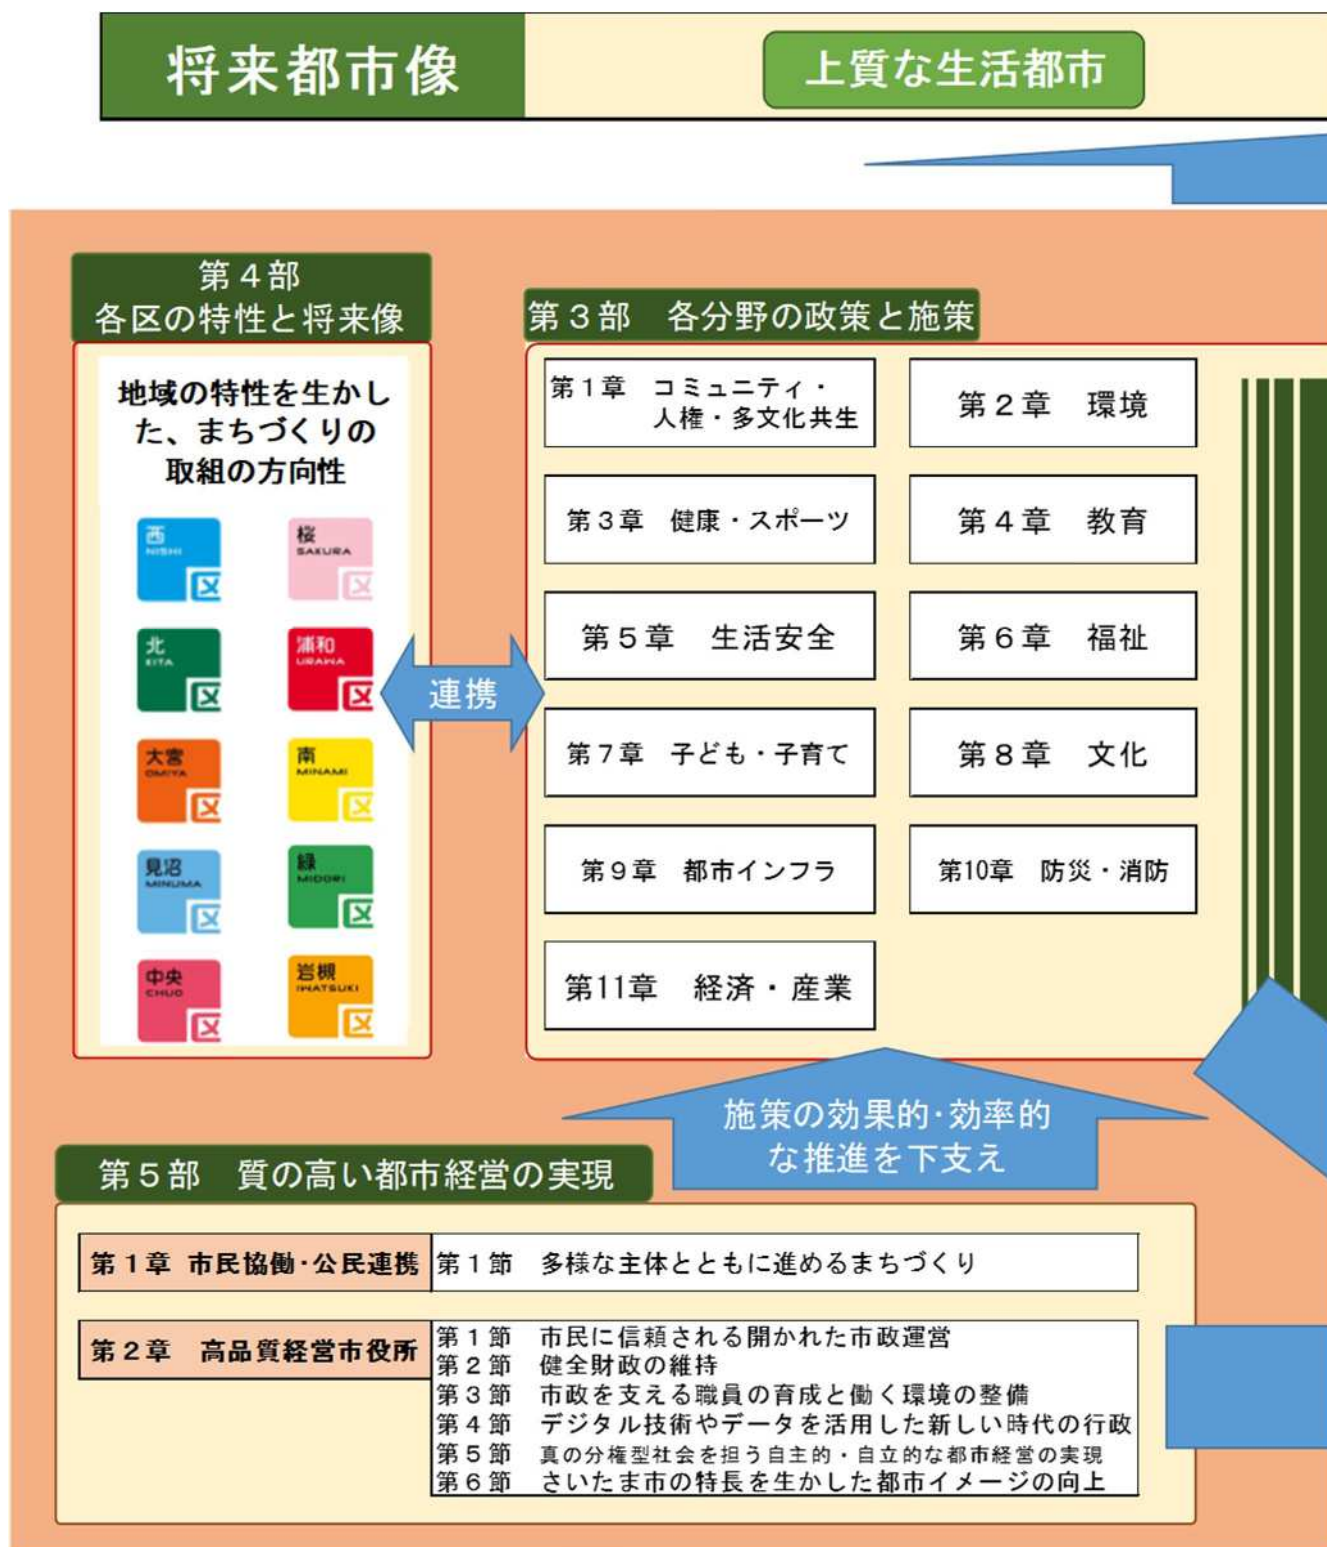 将来都市像
上質な生活都市
第４部
各区の特性と将来像
地域の特性を生かし
た、まちづくりの
取組の方向性
西
NISHI
区
桜
SAKURA
区
北
KITA
区
浦和
URAWA
区
大宮
OMIYA
区
南
MINAMI
区
見沼
MINUMA
区
緑
MIDORI
区
中央
CHUO
区
岩槻
IWATSUKI
区
連携
第３部　各分野の政策と施策
第１章　コミュニティ・
人権・多文化共生
第２章　環境
第３章　健康・スポーツ
第４章　教育
第５章　生活安全
第６章　福祉
第７章　子ども・子育て
第８章　文化
第９章　都市インフラ
第10章　防災・消防
第11章　経済・産業
施策の効果的・効率的
な推進を下支え
第５部　質の高い都市経営の実現
第１章 市民協働・公民連携
第１節　多様な主体とともに進めるまちづくり
第２章　高品質経営市役所
第１節　市民に信頼される開かれた市政運営
第２節　健全財政の維持
第３節　市政を支える職員の育成と働く環境の整備
第４節　デジタル技術やデータを活用した新しい時代の行政
第５節　真の分権型社会を担う自主的・自立的な都市経営の実現
第６節　さいたま市の特長を生かした都市イメージの向上